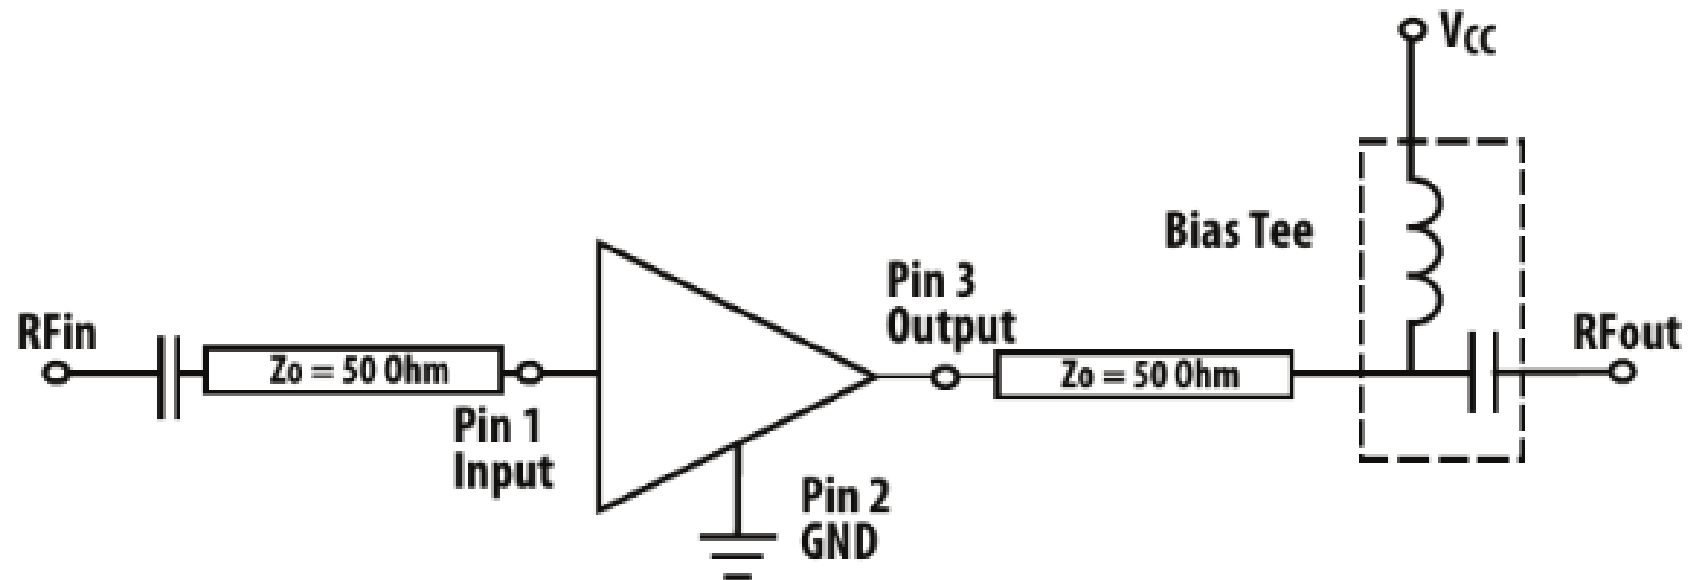 VCC
Bias Tee
Pin 3
Output
RFin
RFout
Zo = 50 Ohm
Zo = 50 Ohm
Pin 1
Input
Pin 2
GND